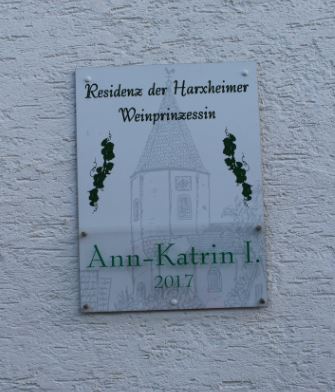 Residenz der Harxheimer
Weinprinzessin
Ann-Katrin I.
2017